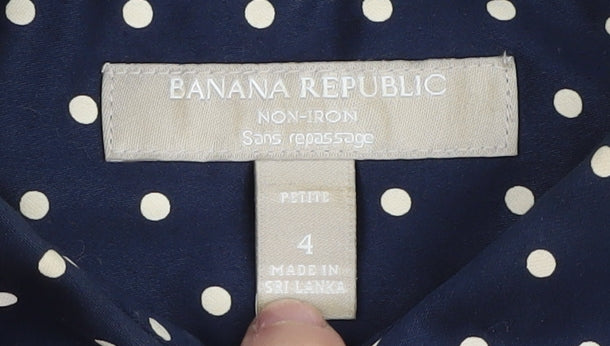 BANANA REPUBLIC
NON-IRON
Sans repassage
PETITE
4
MADE IN
SRI LANKA